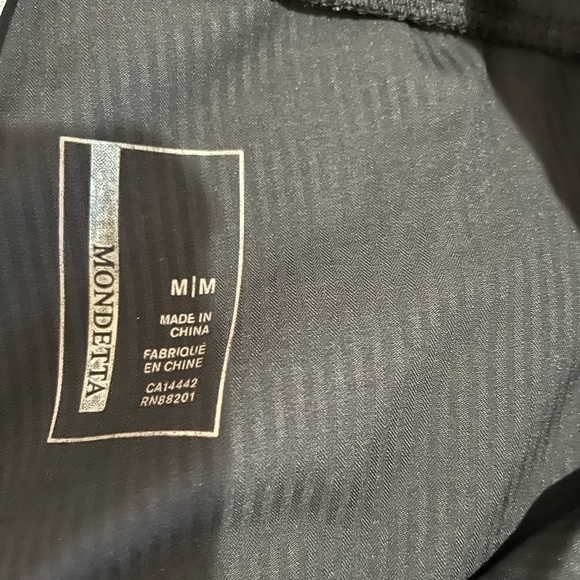 MONDETTA
M|M
MADE IN
CHINA
FABRIQUÉ
EN CHINE
CA14442
RN88201